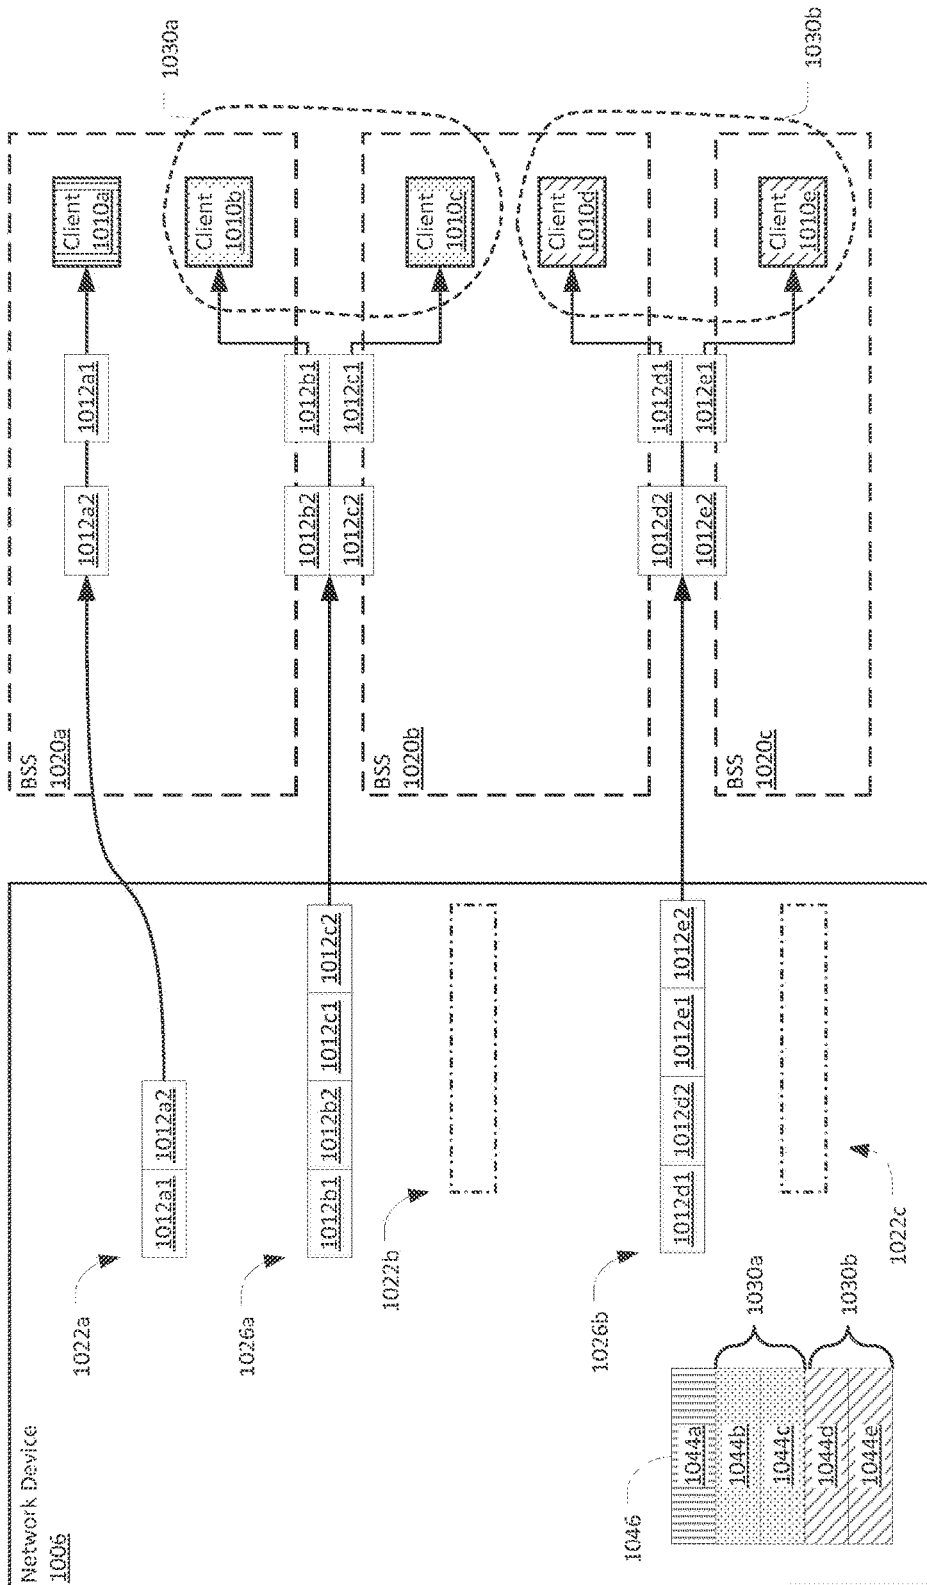 Network Device
1006
1022a
1012a1
1012a2
1026a
1012b1
1012b2
1012c1
1012c2
1022b
1026b
1012d1
1012d2
1012e1
1012e2
1022c
1046
1044a
1044b
1044c
1044d
1044e
1030a
1030b
BSS
1020a
1012a2
1012a1
Client
1010a
Client
1010b
1030a
1012b2
1012c2
1012b1
1012c1
BSS
1020b
Client
1010c
Client
1010d
1012d2
1012e2
1012d1
1012e1
BSS
1020c
Client
1010e
1030b